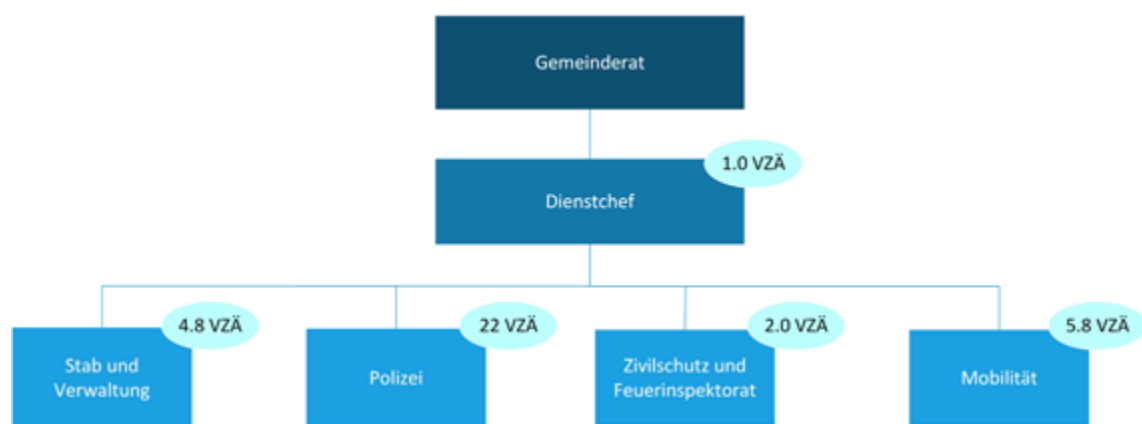 Gemeinderat
1.0 VZÄ
Dienstchef
4.8 VZÄ
22 VZÄ
2.0 VZÄ
5.8 VZÄ
Stab und
Verwaltung
Polizei
Zivilschutz und
Feuerinspektorat
Mobilität